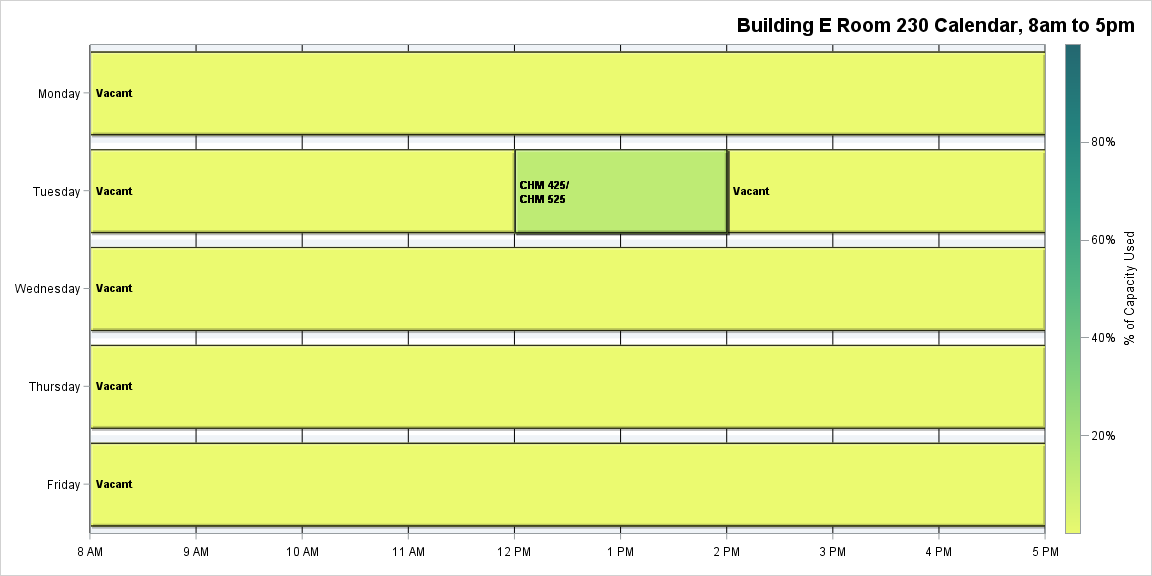 Building E Room 230 Calendar, 8am to 5pm
Monday
Vacant
Tuesday
Vacant
CHM 425/
CHM 525
Vacant
Wednesday
Vacant
Thursday
Vacant
Friday
Vacant
8 AM 9 AM 10 AM 11 AM 12 PM 1 PM 2 PM 3 PM 4 PM 5 PM
80%
60%
40%
20%
% of Capacity Used